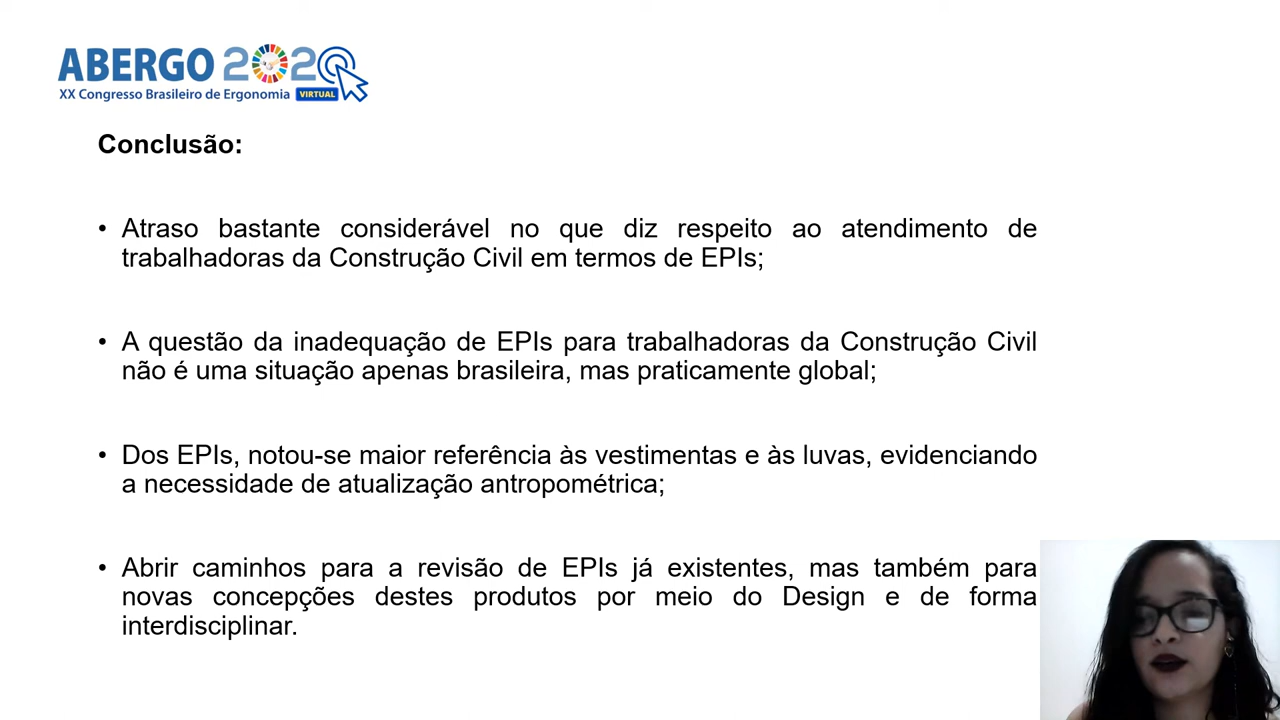 ABERGO 2020
XX Congresso Brasileiro de Ergonomia VIRTUAL
Conclusão:
• Atraso bastante considerável no que diz respeito ao atendimento de
trabalhadoras da Construção Civil em termos de EPIs;
• A questão da inadequação de EPIs para trabalhadoras da Construção Civil
não é uma situação apenas brasileira, mas praticamente global;
• Dos EPIs, notou-se maior referência às vestimentas e às luvas, evidenciando
a necessidade de atualização antropométrica;
• Abrir caminhos para a revisão de EPIs já existentes, mas também para
novas concepções destes produtos por meio do Design e de forma
interdisciplinar.